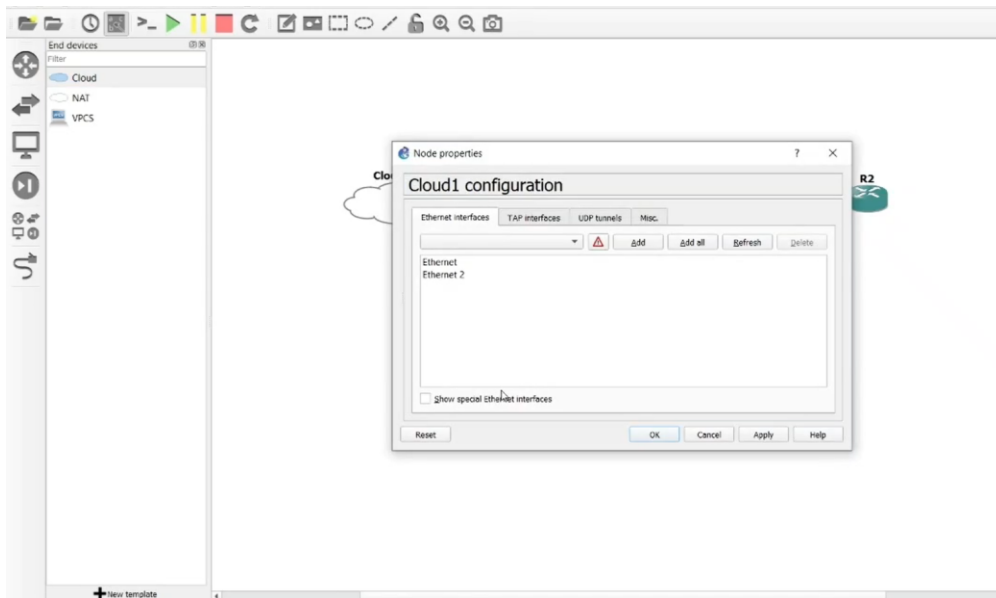 End devices
Filter
Cloud
NAT
VPCS
New template
Clo
R2
Node properties
?
Cloud1 configuration
Ethernet interfaces TAP interfaces UDP tunnels Misc.
Add Add all Refresh Delete
Ethernet
Ethernet 2
Show special Ethernet interfaces
Reset OK Cancel Apply Help